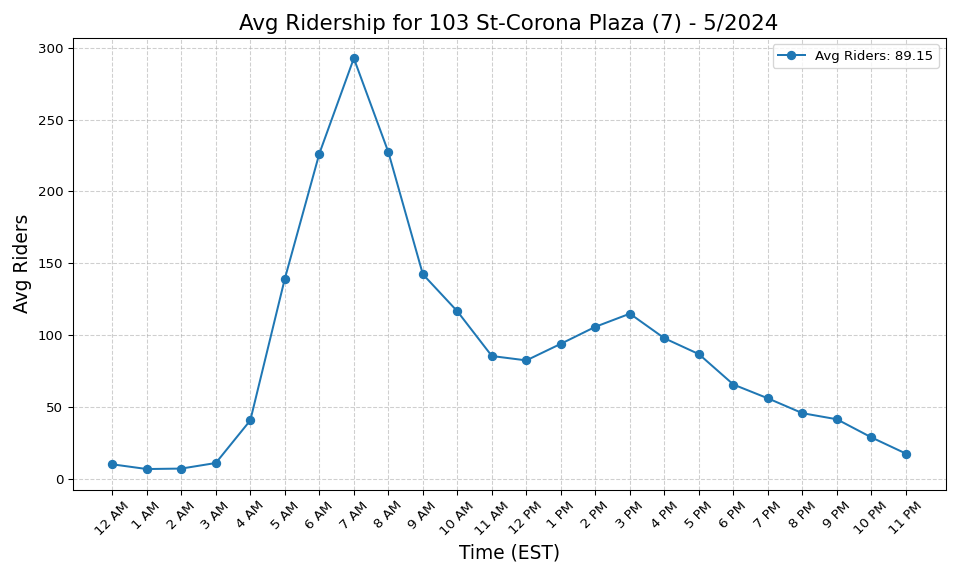 Avg Ridership for 103 St-Corona Plaza (7) - 5/2024
Avg Riders: 89.15
Avg Riders
300
250
200
150
100
50
0
12 AM
1 AM
2 AM
3 AM
4 AM
5 AM
6 AM
7 AM
8 AM
9 AM
10 AM
11 AM
12 PM
1 PM
2 PM
3 PM
4 PM
5 PM
6 PM
7 PM
8 PM
9 PM
10 PM
11 PM
Time (EST)